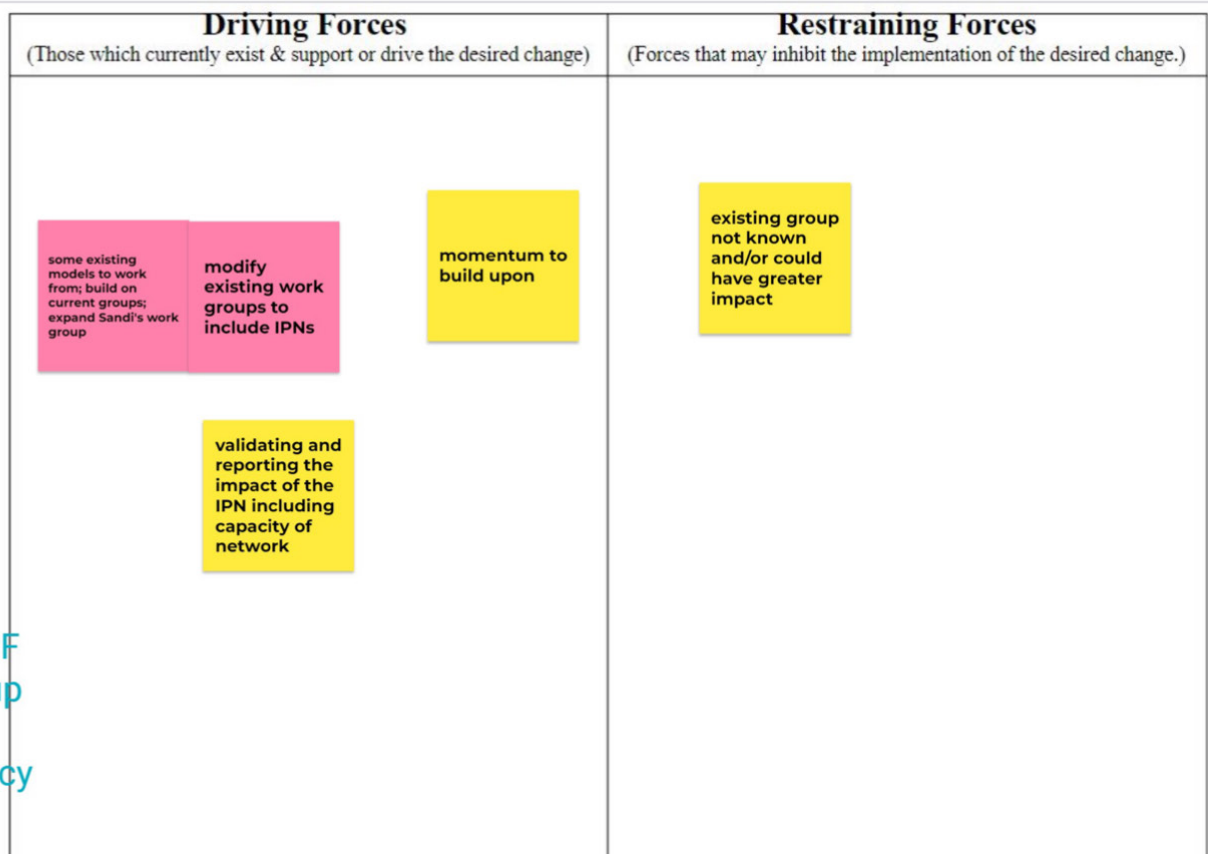 Driving Forces
(Those which currently exist & support or drive the desired change)
Restraining Forces
(Forces that may inhibit the implementation of the desired change.)
some existing
models to work
from; build on
current groups;
expand Sandi's work
group
modify
existing work
groups to
include IPNs
momentum to
build upon
validating and
reporting the
impact of the
IPN including
capacity of
network
existing group
not known
and/or could
have greater
impact